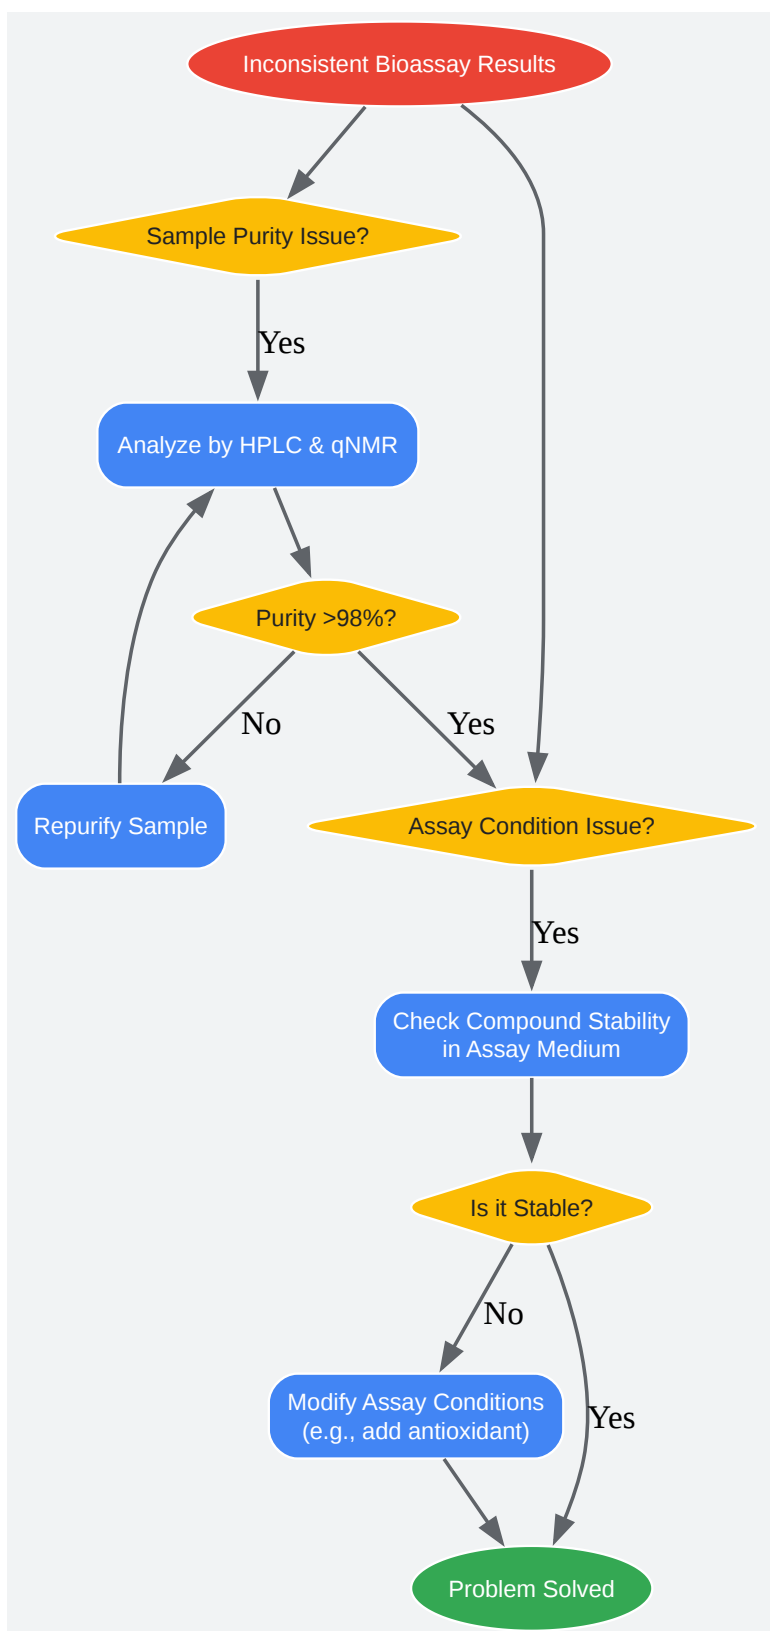 Inconsistent Bioassay Results
Sample Purity Issue?
Yes
Analyze by HPLC & qNMR
Purity >98%?
No
Yes
Repurify Sample
Assay Condition Issue?
Yes
Check Compound Stability
in Assay Medium
Is it Stable?
No
Modify Assay Conditions
(e.g., add antioxidant)
Yes
Problem Solved